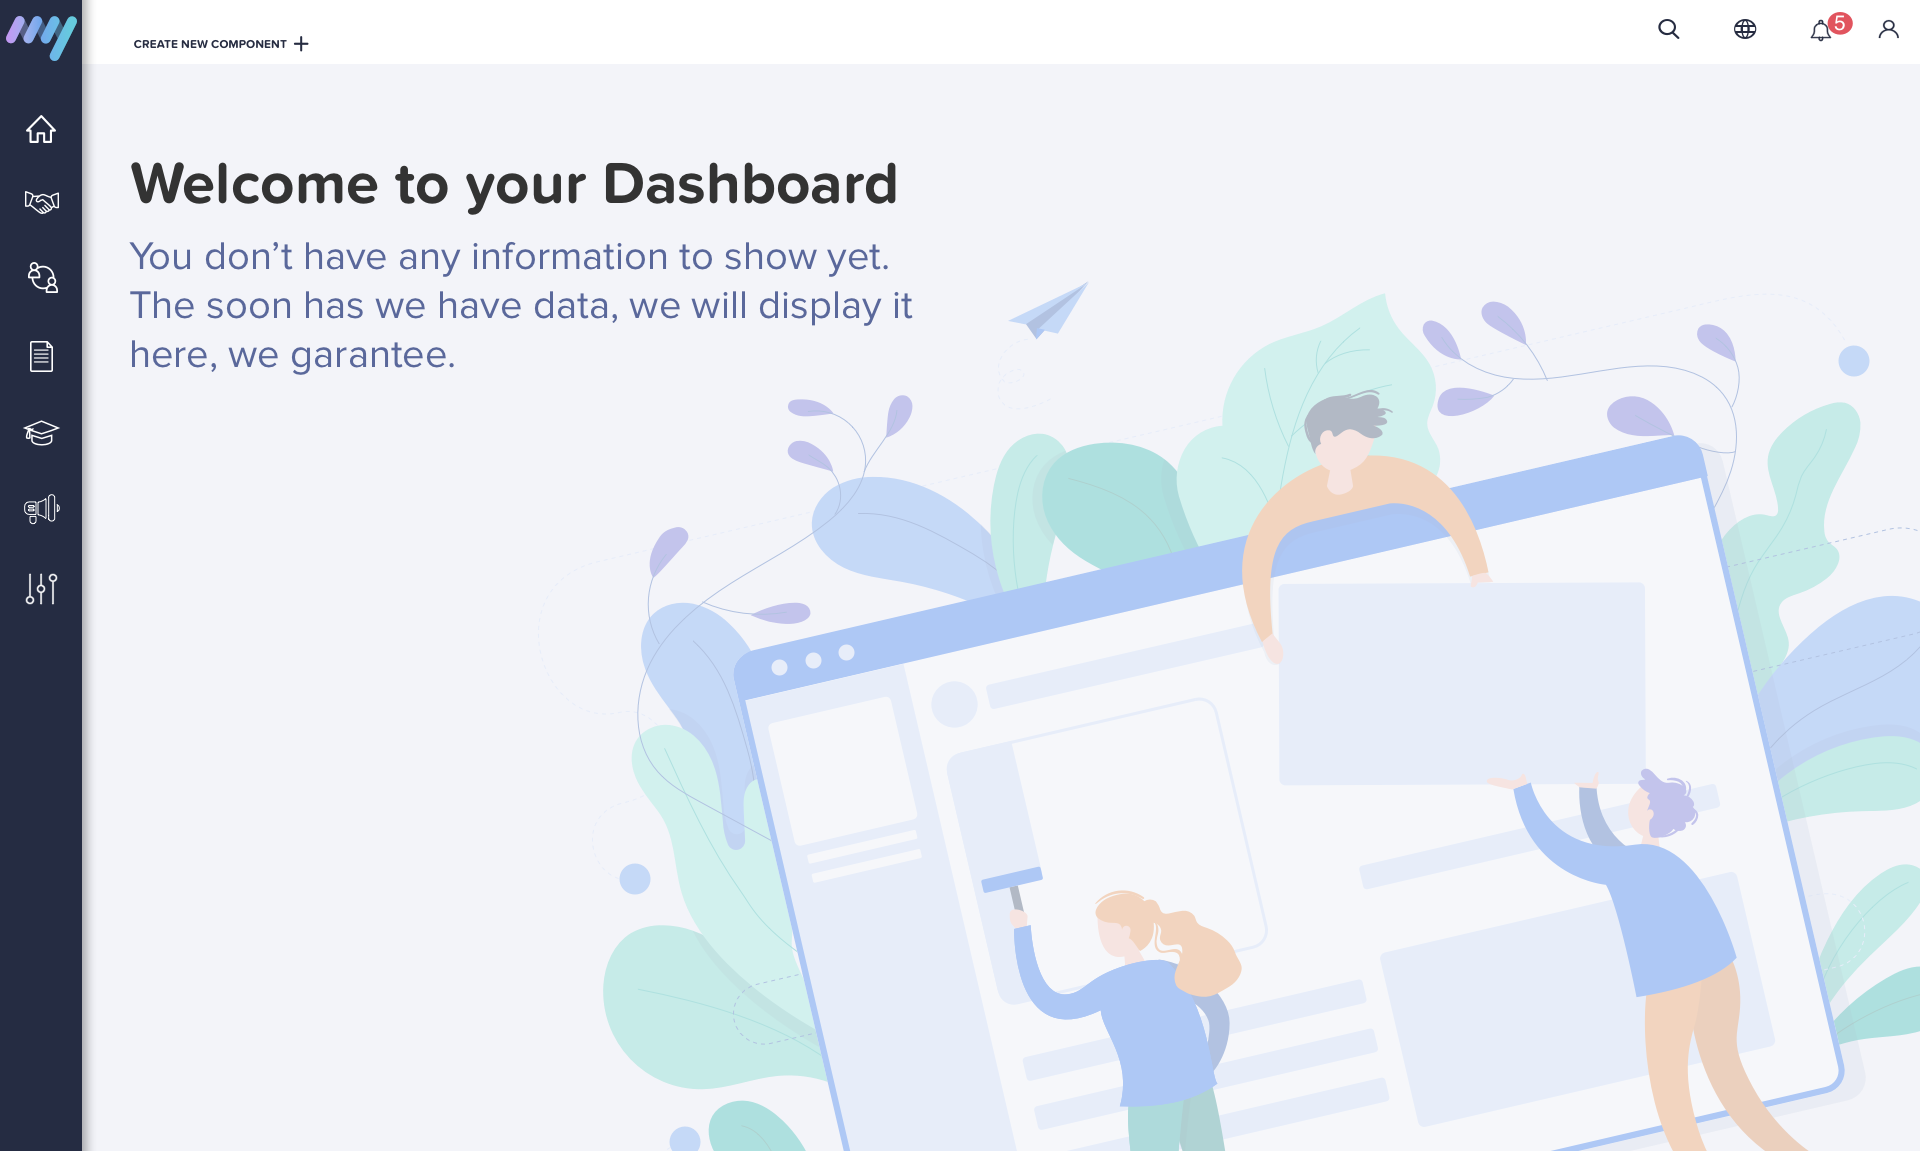 CREATE NEW COMPONENT
5
Welcome to your Dashboard
You don’t have any information to show yet.
The soon has we have data, we will display it
here, we garantee.